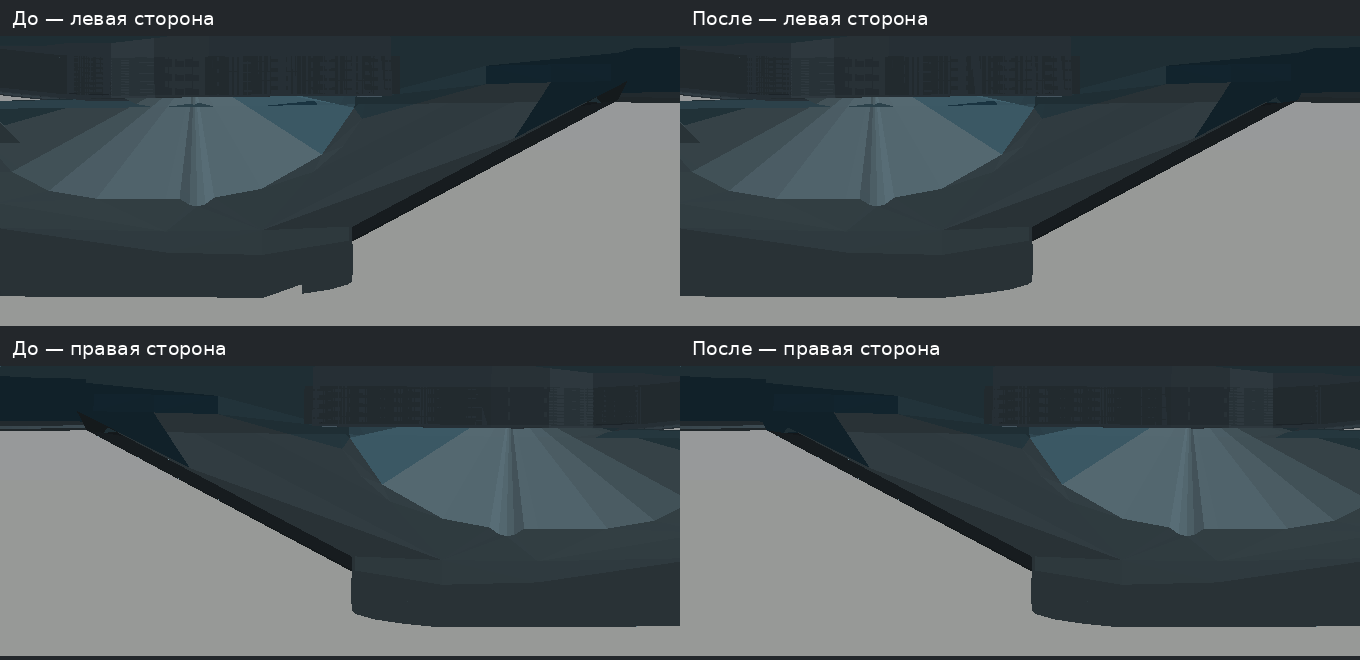 До — левая сторона
После — левая сторона
До — правая сторона
После — правая сторона